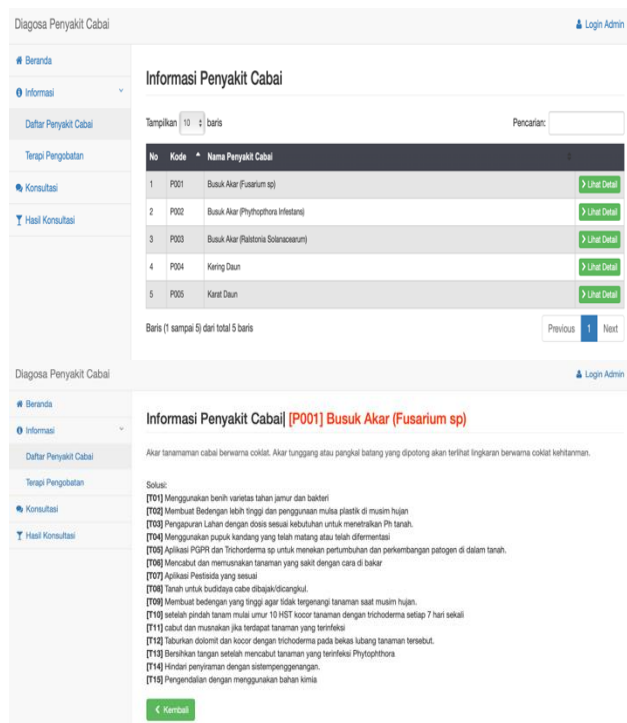 Diagosa Penyakit Cabai
Login Admin
Beranda
Informasi
Daftar Penyakit Cabai
Terapi Pengobatan
Konsultasi
Hasil Konsultasi
Informasi Penyakit Cabai
Tampilkan 10 baris
Pencarian:
No Kode Nama Penyakit Cabai
1 P001 Busuk Akar (Fusarium sp) Lihat Detail
2 P002 Busuk Akar (Phythopthora Infestans) Lihat Detail
3 P003 Busuk Akar (Ralstonia Solanacearum) Lihat Detail
4 P004 Kering Daun Lihat Detail
5 P005 Karat Daun Lihat Detail
Baris (1 sampai 5) dari total 5 baris
Previous 1 Next
Diagosa Penyakit Cabai
Login Admin
Beranda
Informasi
Daftar Penyakit Cabai
Terapi Pengobatan
Konsultasi
Hasil Konsultasi
Informasi Penyakit Cabai| [P001] Busuk Akar (Fusarium sp)
Akar tanamaman cabai berwarna coklat. Akar tunggang atau pangkal batang yang dipotong akan terlihat lingkaran berwarna coklat kehitanman.
Solusi:
[T01] Menggunakan benih varietas tahan jamur dan bakteri
[T02] Membuat Bedengan lebih tinggi dan penggunaan mulsa plastik di musim hujan
[T03] Pengapuran Lahan dengan dosis sesuai kebutuhan untuk menetralkan Ph tanah.
[T04] Menggunakan pupuk kandang yang telah matang atau telah difermentasi
[T05] Aplikasi PGPR dan Trichorderma sp untuk menekan pertumbuhan dan perkembangan patogen di dalam tanah.
[T06] Mencabut dan memusnakan tanaman yang sakit dengan cara di bakar
[T07] Aplikasi Pestisida yang sesuai
[T08] Tanah untuk budidaya cabe dibajak/dicangkul.
[T09] Membuat bedengan yang tinggi agar tidak tergenangi tanaman saat musim hujan.
[T10] setelah pindah tanam mulai umur 10 HST kocor tanaman dengan trichoderma setiap 7 hari sekali
[T11] cabut dan musnakan jika terdapat tanaman yang terinfeksi
[T12] Taburkan dolomit dan kocor dengan trichoderma pada bekas lubang tanaman tersebut.
[T13] Bersihkan tangan setelah mencabut tanaman yang terinfeksi Phytophthora
[T14] Hindari penyiraman dengan sistempenggenangan.
[T15] Pengendalian dengan menggunakan bahan kimia
Kembali